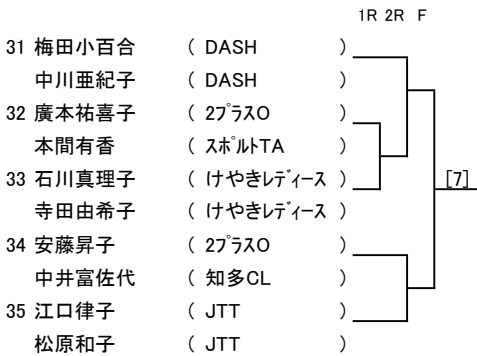 1R 2R F
31 梅田小百合 ( DASH )
中川亜紀子 ( DASH )
32 廣本祐喜子 ( 2プラスO )
本間有香 ( スポルトTA )
33 石川真理子 ( けやきレディース )
[7]
寺田由希子 ( けやきレディース )
34 安藤昇子 ( 2プラスO )
中井富佐代 ( 知多CL )
35 江口律子 ( JTT )
松原和子 ( JTT )